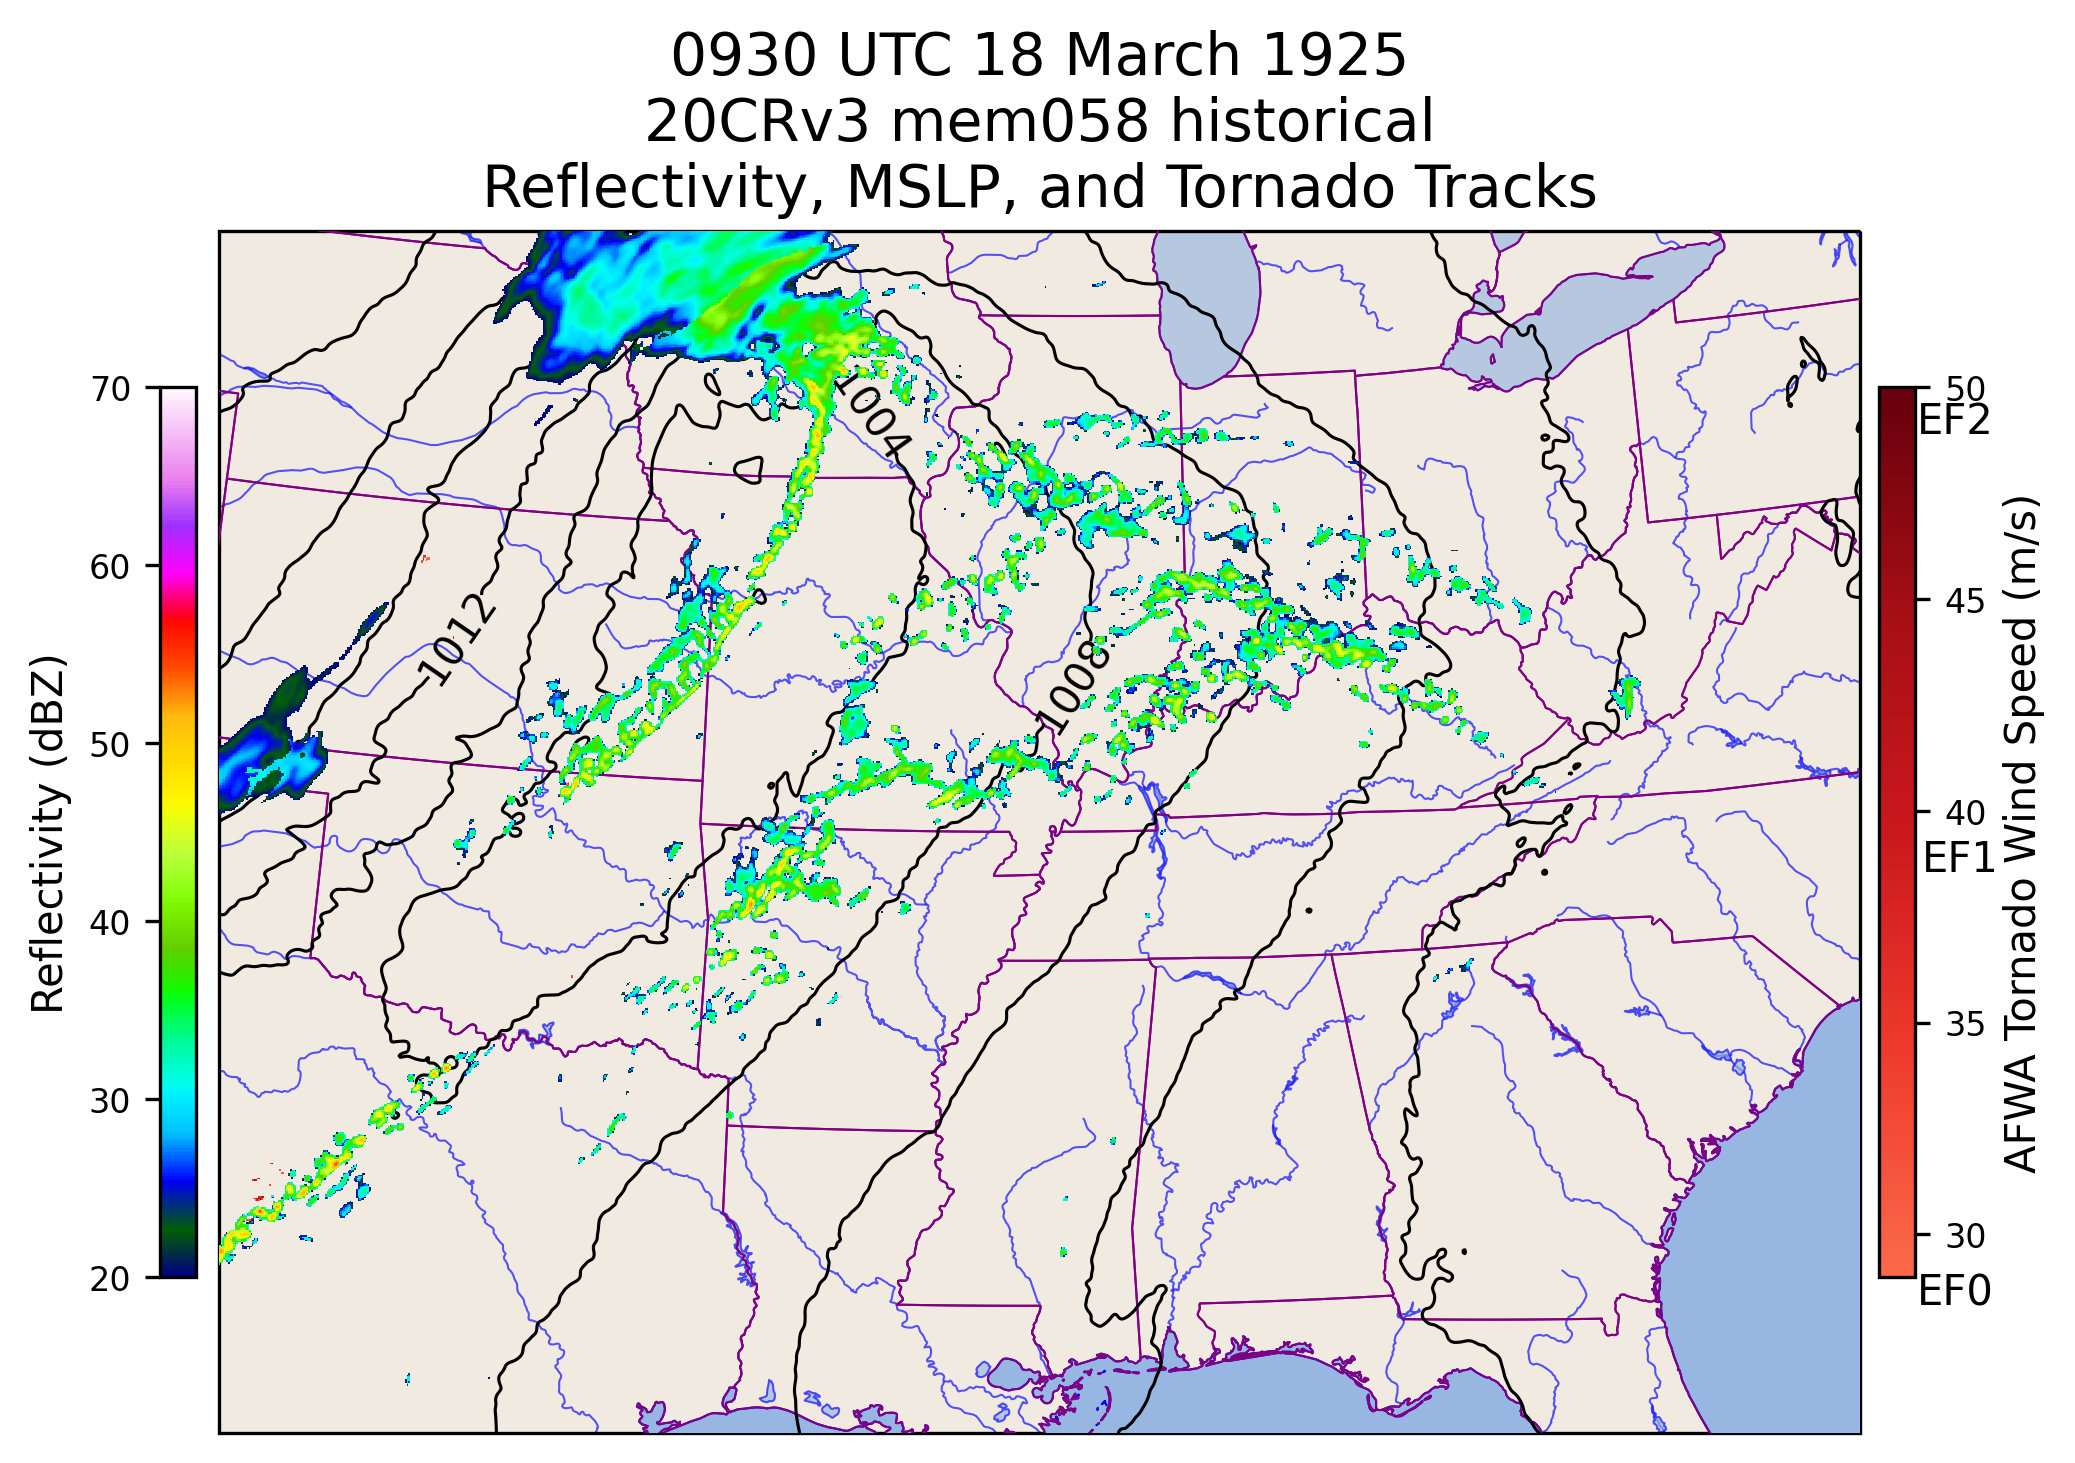 0930 UTC 18 March 1925
20CRv3 mem058 historical
Reflectivity, MSLP, and Tornado Tracks
70
60
50
40
30
20
Reflectivity (dBZ)
1004
1012
1008
50
EF2
45
40
EF1
35
30
EF0
AFWA Tornado Wind Speed (m/s)